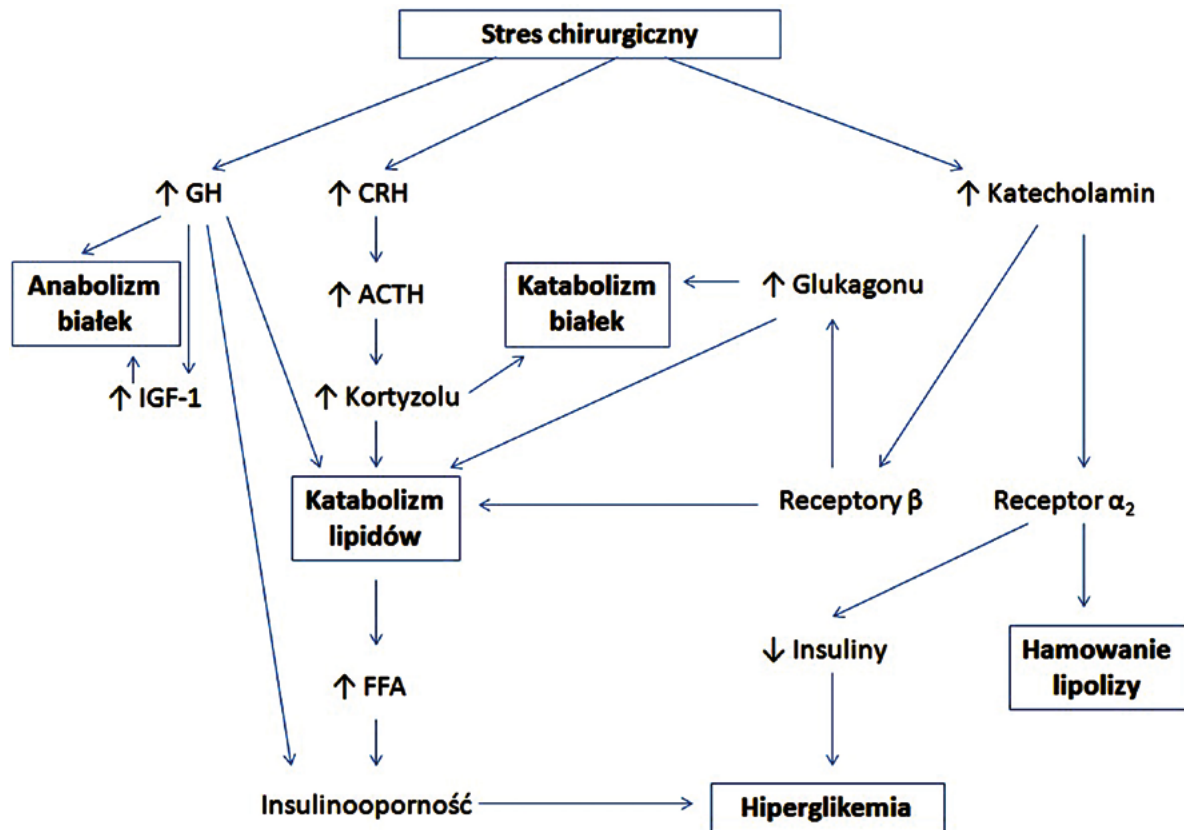 Stres chirurgiczny
↑ GH
↑ CRH
↑ Katecholamin
Anabolizm
białek
↑ ACTH
Katabolizm
białek
↑ Glukagonu
↑ IGF-1
↑ Kortyzolu
Katabolizm
lipidów
Receptory β
Receptor α₂
↑ FFA
↓ Insuliny
Hamowanie
lipolizy
Insulinooporność
Hiperglikemia